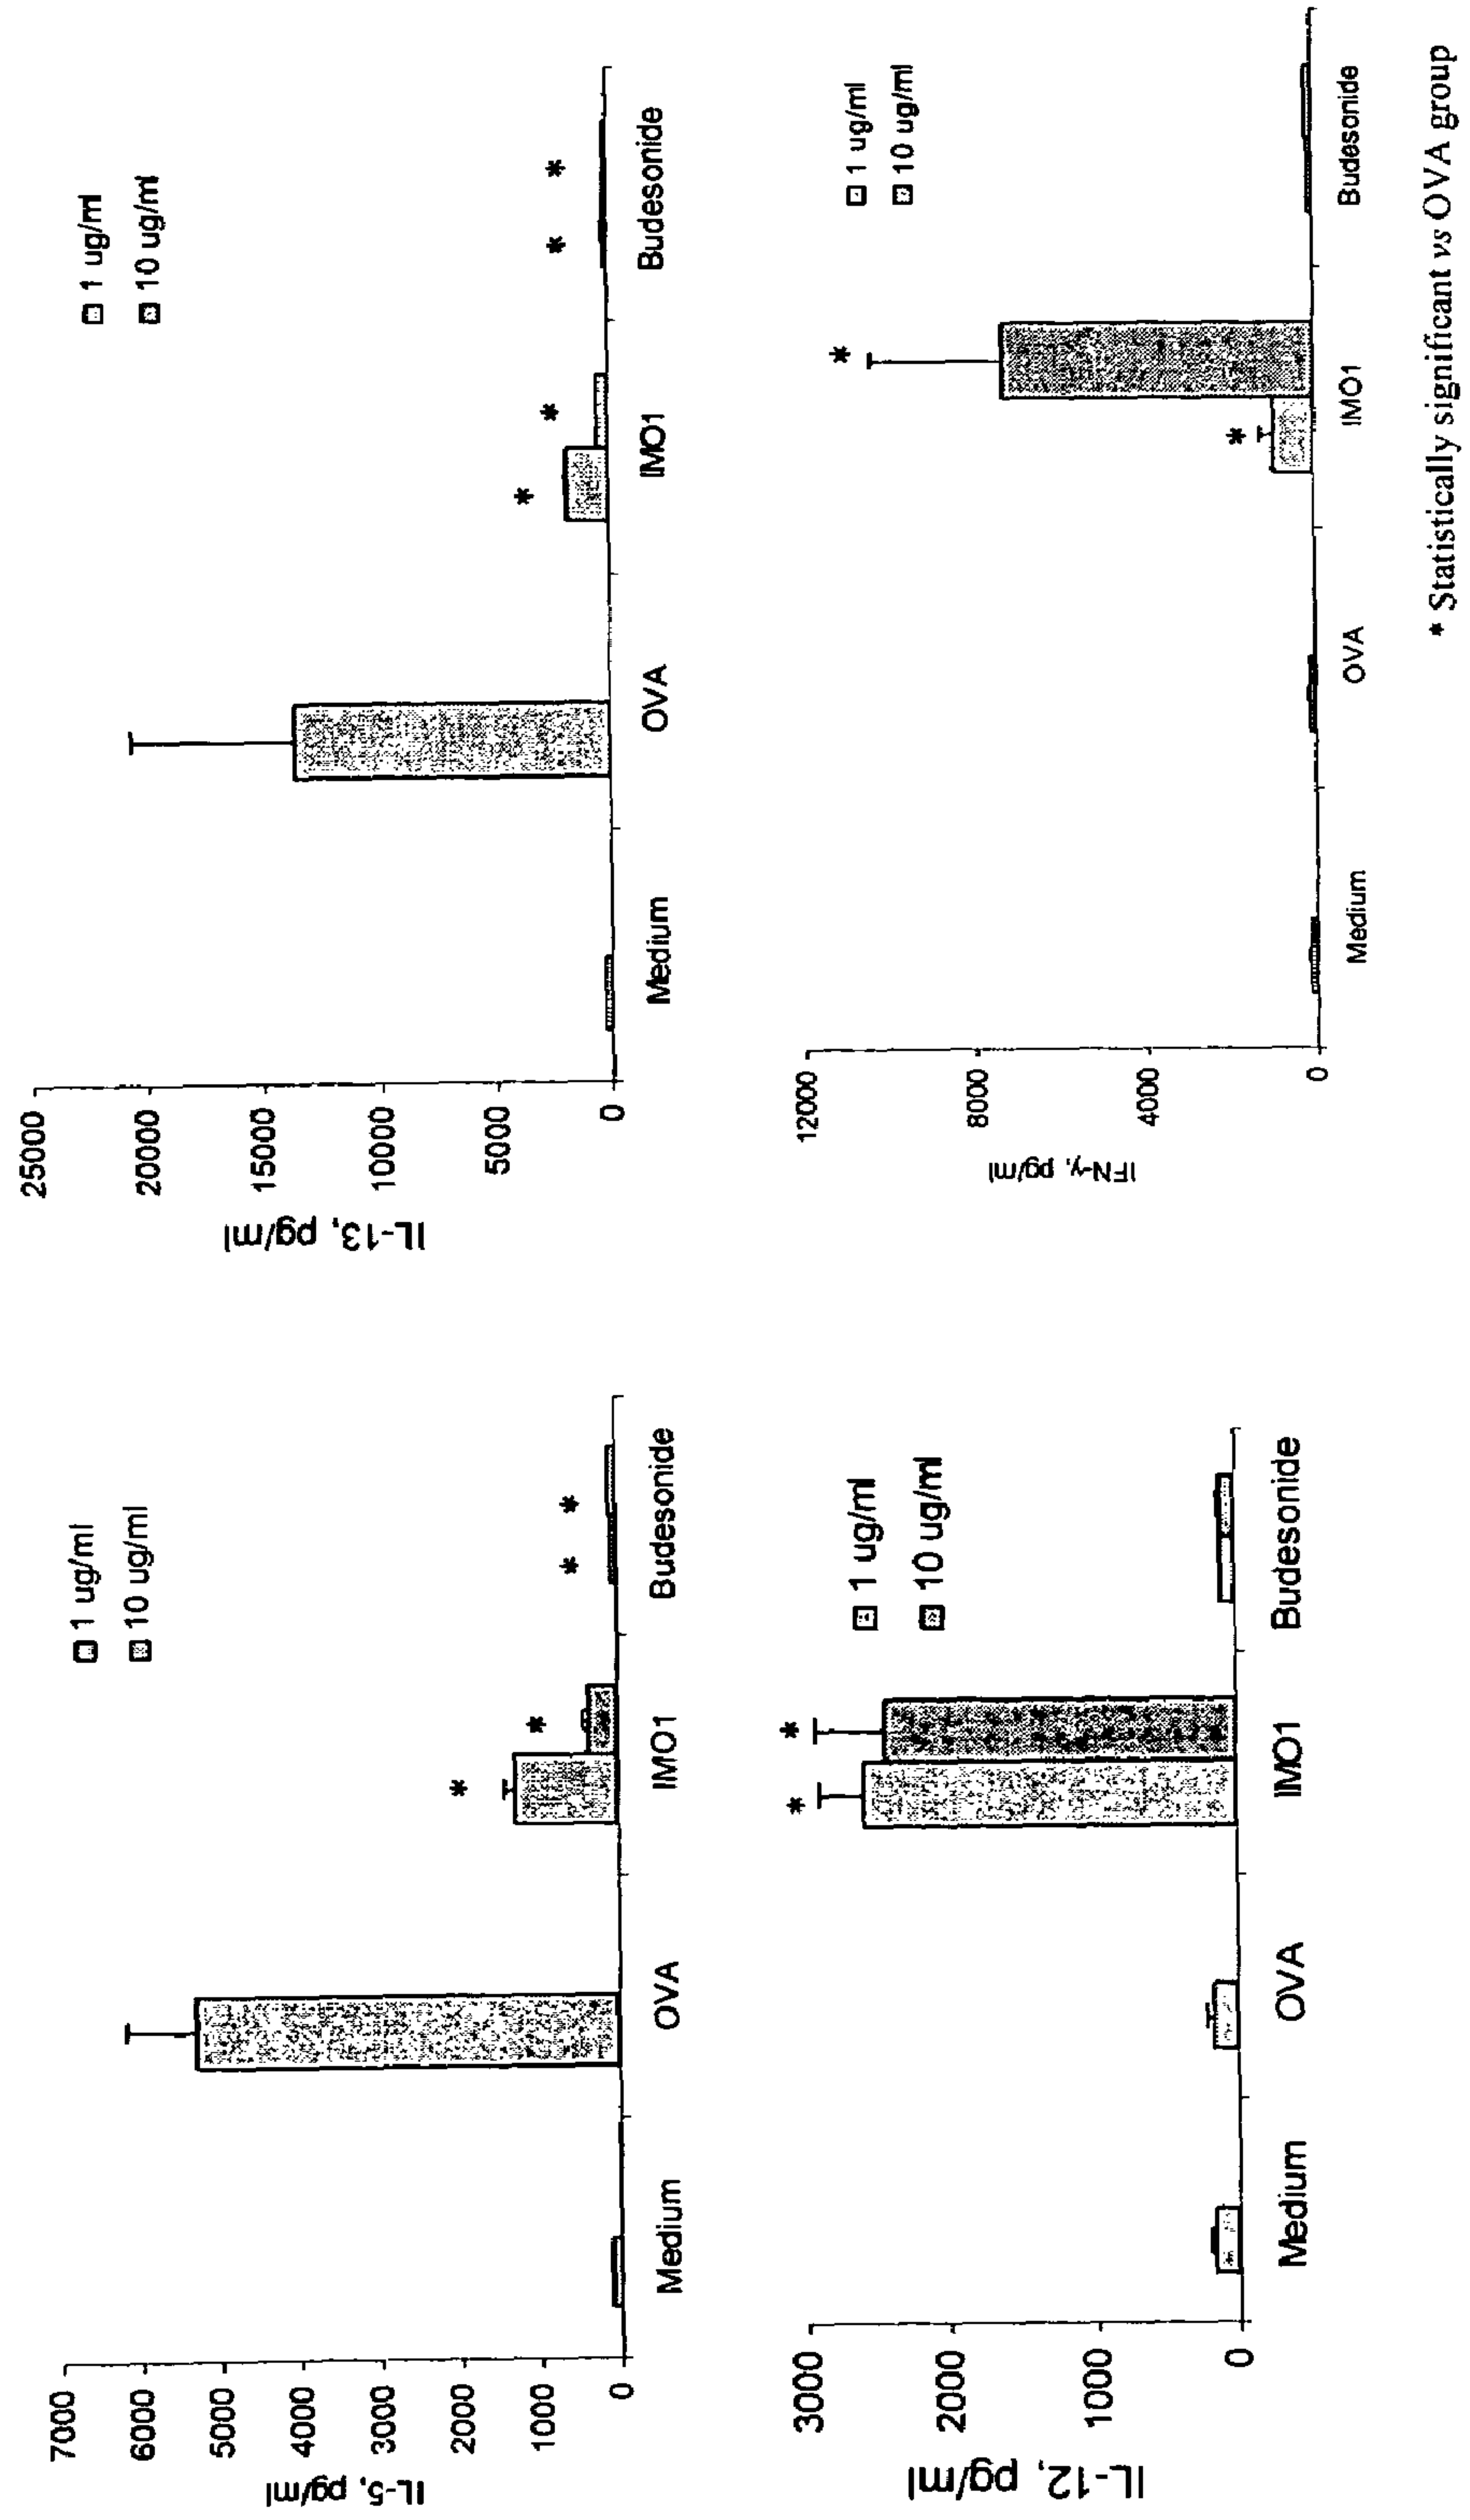 IL-5, pg/ml
7000
6000
5000
4000
3000
2000
1000
0
1 ug/ml
10 ug/ml
*
*
*
*
Medium
OVA
IMO1
Budesonide
IL-13, pg/ml
25000
20000
15000
10000
5000
0
1 ug/ml
10 ug/ml
*
*
*
*
Medium
OVA
IMO1
Budesonide
IL-12, pg/ml
3000
2000
1000
0
1 ug/ml
10 ug/ml
*
*
Medium
OVA
IMO1
Budesonide
IFN-γ, pg/ml
12000
8000
4000
0
1 ug/ml
10 ug/ml
*
*
Medium
OVA
IMO1
Budesonide
* Statistically significant vs OVA group